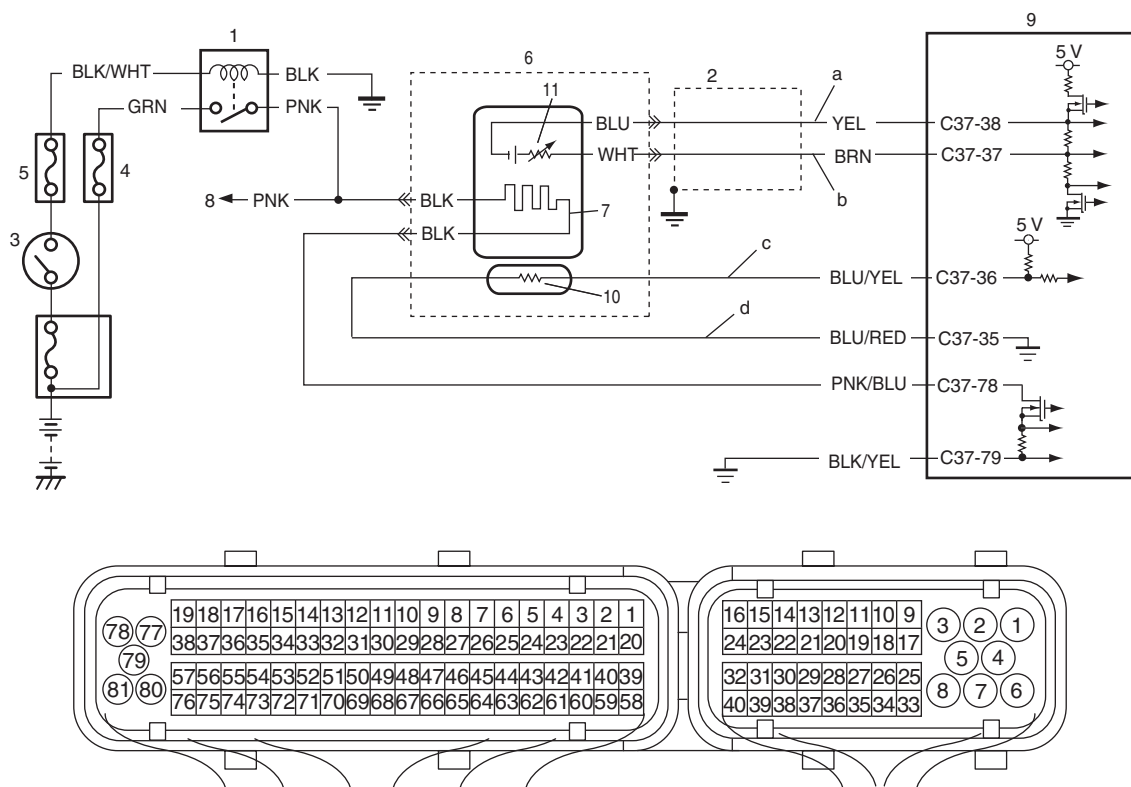 1
9
5 V
BLK/WHT
BLK
6
2
a
GRN
PNK
11
BLU
YEL
C37-38
5
4
WHT
BRN
C37-37
8
PNK
BLK
7
b
3
BLK
5 V
c
BLU/YEL
C37-36
10
d
BLU/RED
C37-35
PNK/BLU
C37-78
BLK/YEL
C37-79
19 18 17 16 15 14 13 12 11 10 9 8 7 6 5 4 3 2 1
38 37 36 35 34 33 32 31 30 29 28 27 26 25 24 23 22 21 20
57 56 55 54 53 52 51 50 49 48 47 46 45 44 43 42 41 40 39
76 75 74 73 72 71 70 69 68 67 66 65 64 63 62 61 60 59 58
78 77
79
81 80
16 15 14 13 12 11 10 9
24 23 22 21 20 19 18 17
32 31 30 29 28 27 26 25
40 39 38 37 36 35 34 33
3 2 1
5 4
8 7 6